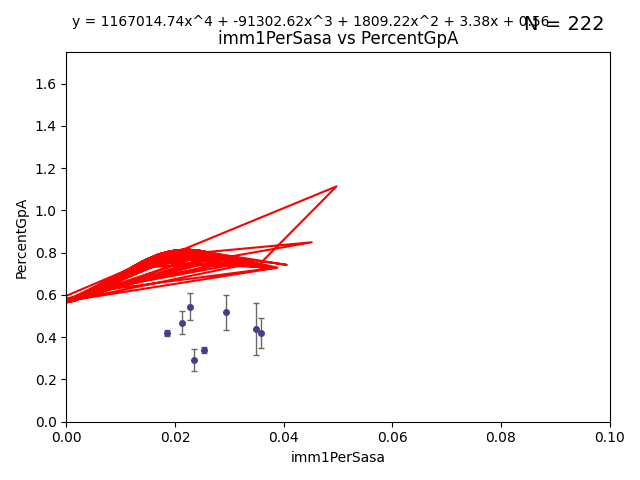 y = 1167014.74x^4 + -91302.62x^3 + 1809.22x^2 + 3.38x + 0.56
N = 222
imm1PerSasa vs PercentGpA
1.6
1.4
1.2
1.0
0.8
0.6
0.4
0.2
0.0
PercentGpA
0.00 0.02 0.04 0.06 0.08 0.10
imm1PerSasa